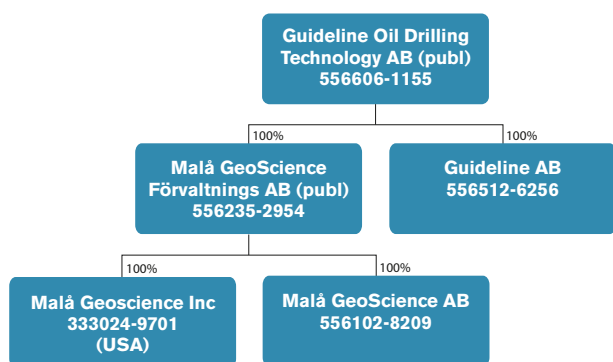 Guideline Oil Drilling
Technology AB (publ)
556606-1155
100%
100%
Malå GeoScience
Förvaltnings AB (publ)
556235-2954
Guideline AB
556512-6256
100%
100%
Malå Geoscience Inc
333024-9701
(USA)
Malå GeoScience AB
556102-8209